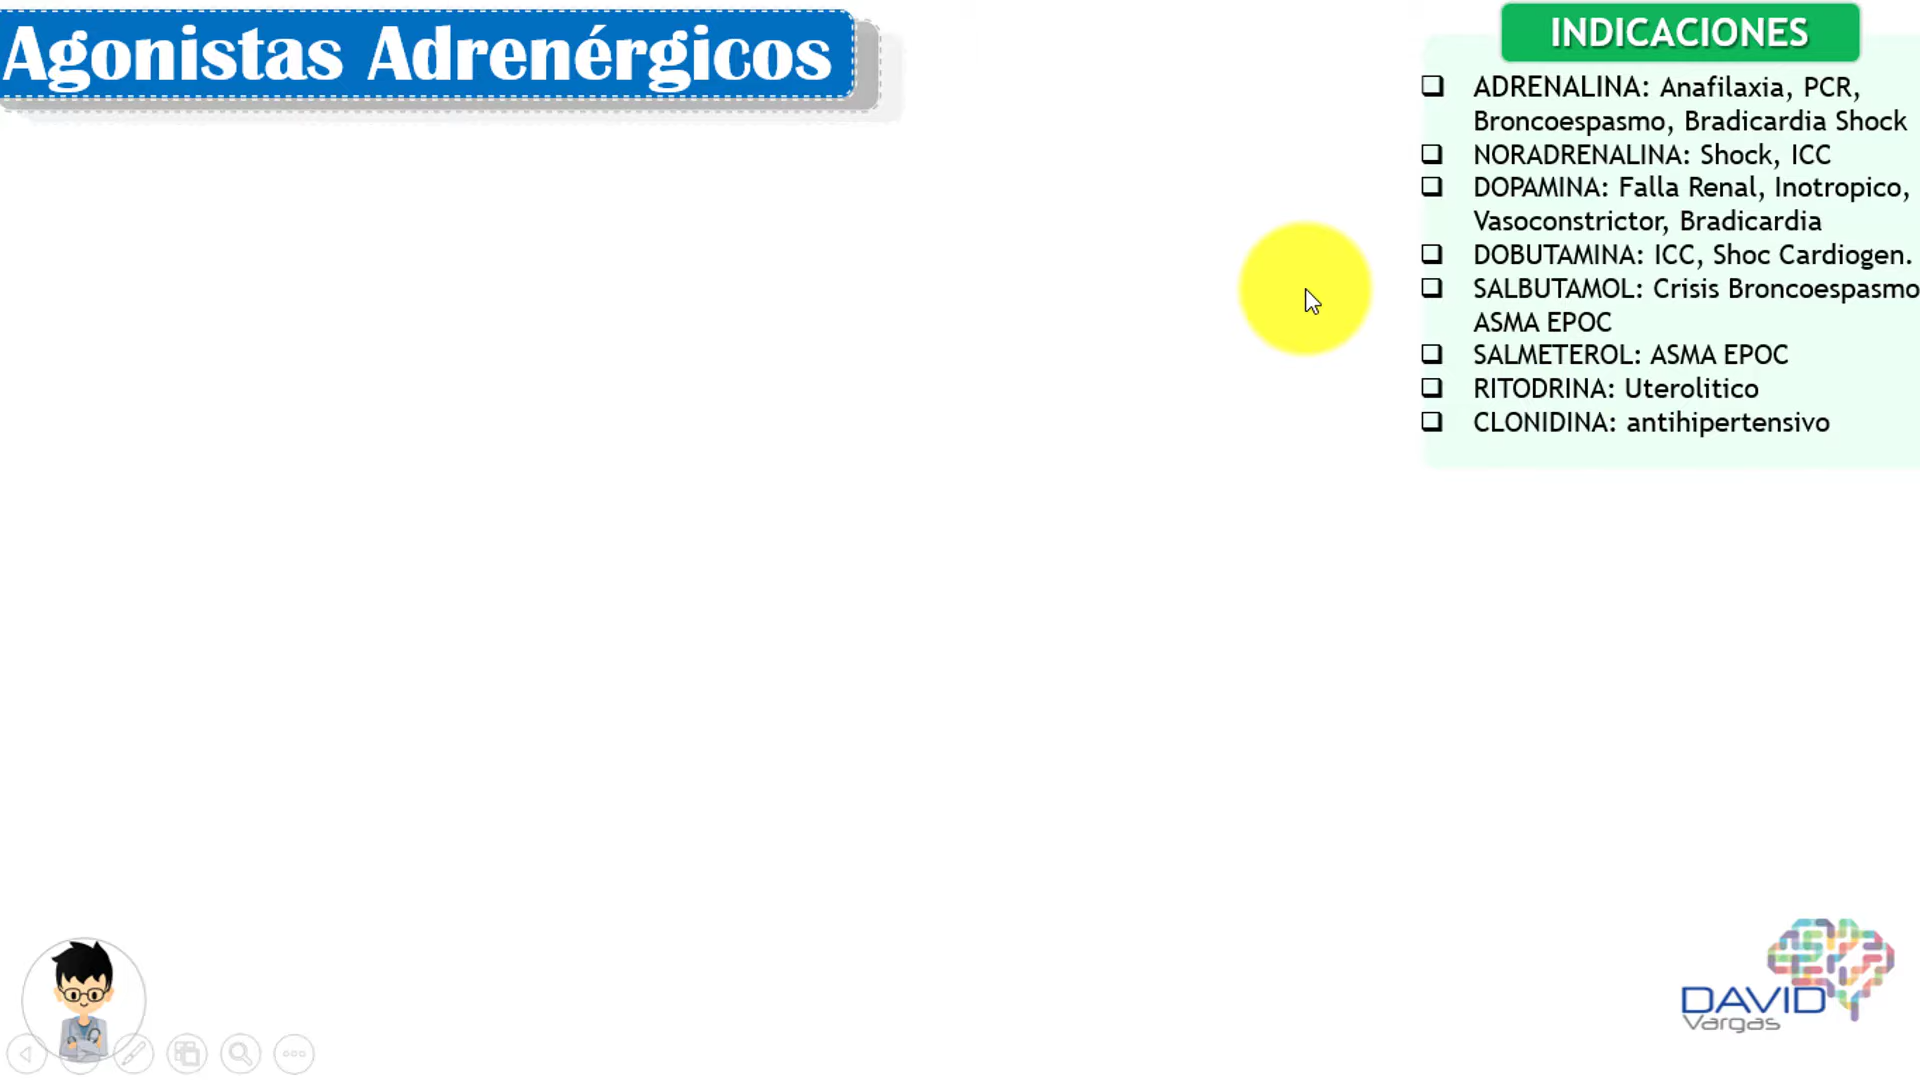 Agonistas Adrenérgicos
INDICACIONES
ADRENALINA: Anafilaxia, PCR,
Broncoespasmo, Bradicardia Shock
NORADRENALINA: Shock, ICC
DOPAMINA: Falla Renal, Inotropico,
Vasoconstrictor, Bradicardia
DOBUTAMINA: ICC, Shoc Cardiogen.
SALBUTAMOL: Crisis Broncoespasmo
ASMA EPOC
SALMETEROL: ASMA EPOC
RITODRINA: Uterolitico
CLONIDINA: antihipertensivo
DAVID
Vargas